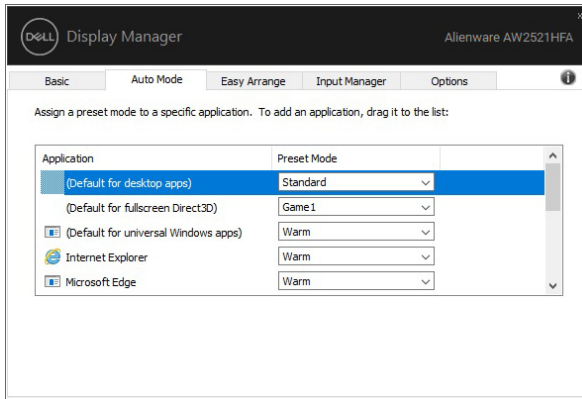 DELL Display Manager Alienware AW2521HFA
Basic Auto Mode Easy Arrange Input Manager Options
Assign a preset mode to a specific application. To add an application, drag it to the list:
Application Preset Mode
(Default for desktop apps) Standard
(Default for fullscreen Direct3D) Game1
(Default for universal Windows apps) Warm
Internet Explorer Warm
Microsoft Edge Warm